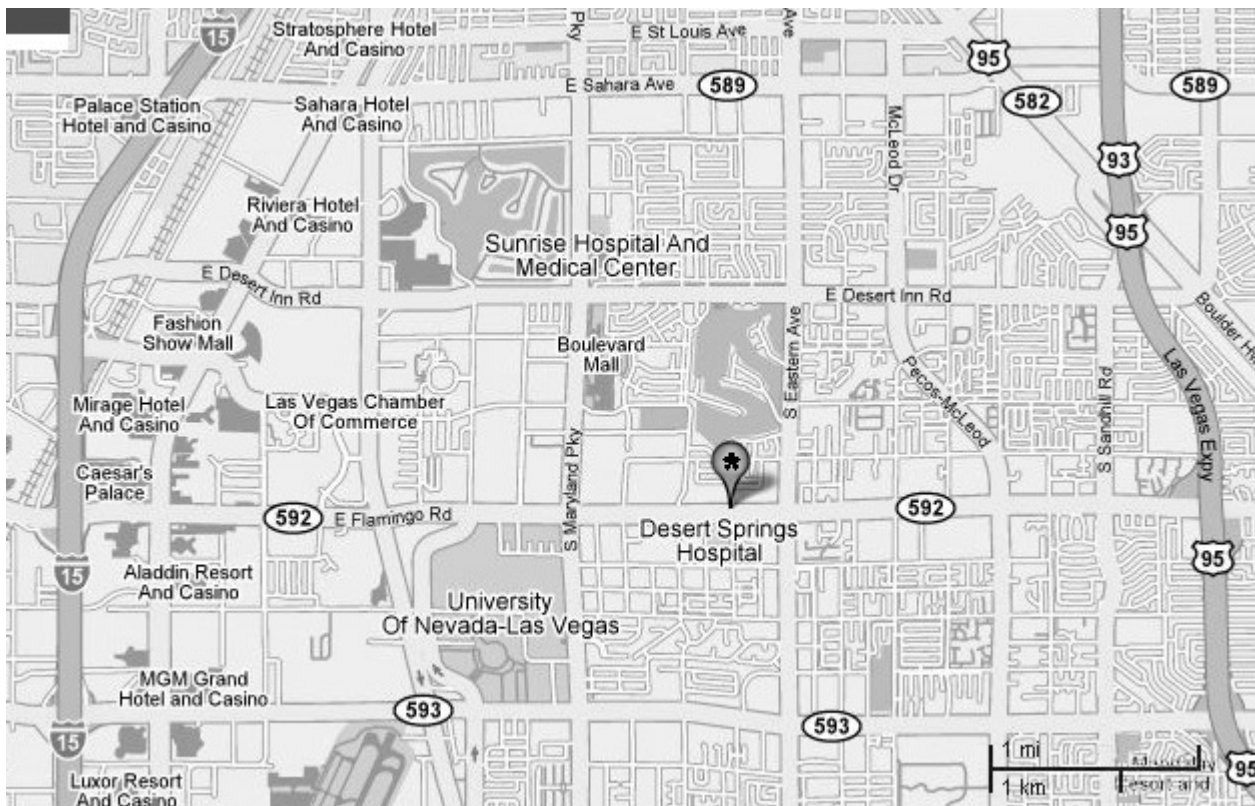 Stratosphere Hotel
And Casino
15
Pky
E St Louis Ave
Ave
95
E Sahara Ave
589
582
589
Palace Station
Hotel and Casino
Sahara Hotel
And Casino
McLeod Dr
93
Riviera Hotel
And Casino
95
Sunrise Hospital And
Medical Center
E Desert Inn Rd
E Desert Inn Rd
Fashion
Show Mall
Boulevard
Mall
S Eastern Ave
Las Vegas Expy
Pecos-McLeod
S Sandhill Rd
Mirage Hotel
And Casino
Las Vegas Chamber
Of Commerce
S Maryland Pky
*
Caesar's
Palace
592
E Flamingo Rd
592
Desert Springs
Hospital
95
15
Aladdin Resort
And Casino
University
Of Nevada-Las Vegas
MGM Grand
Hotel and Casino
593
593
15
1 mi
1 km
Resort and
95
Luxor Resort
And Casino